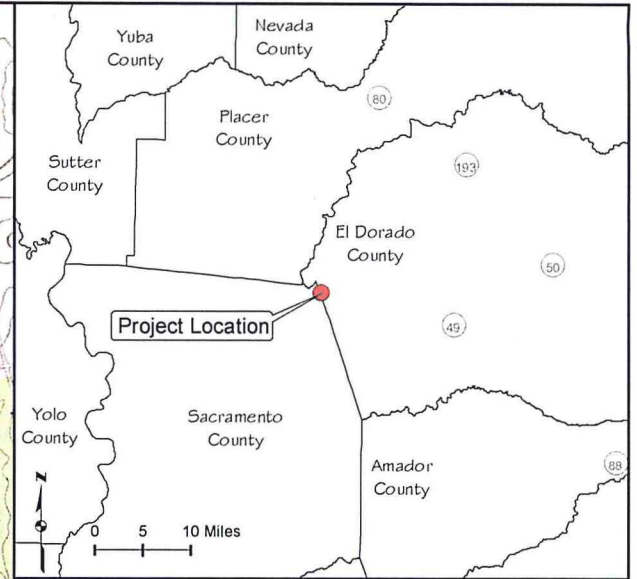 Yuba
County
Nevada
County
80
Placer
County
Sutter
County
193
El Dorado
County
50
Project Location
49
Yolo
County
Sacramento
County
Amador
County
88
N
0 5 10 Miles